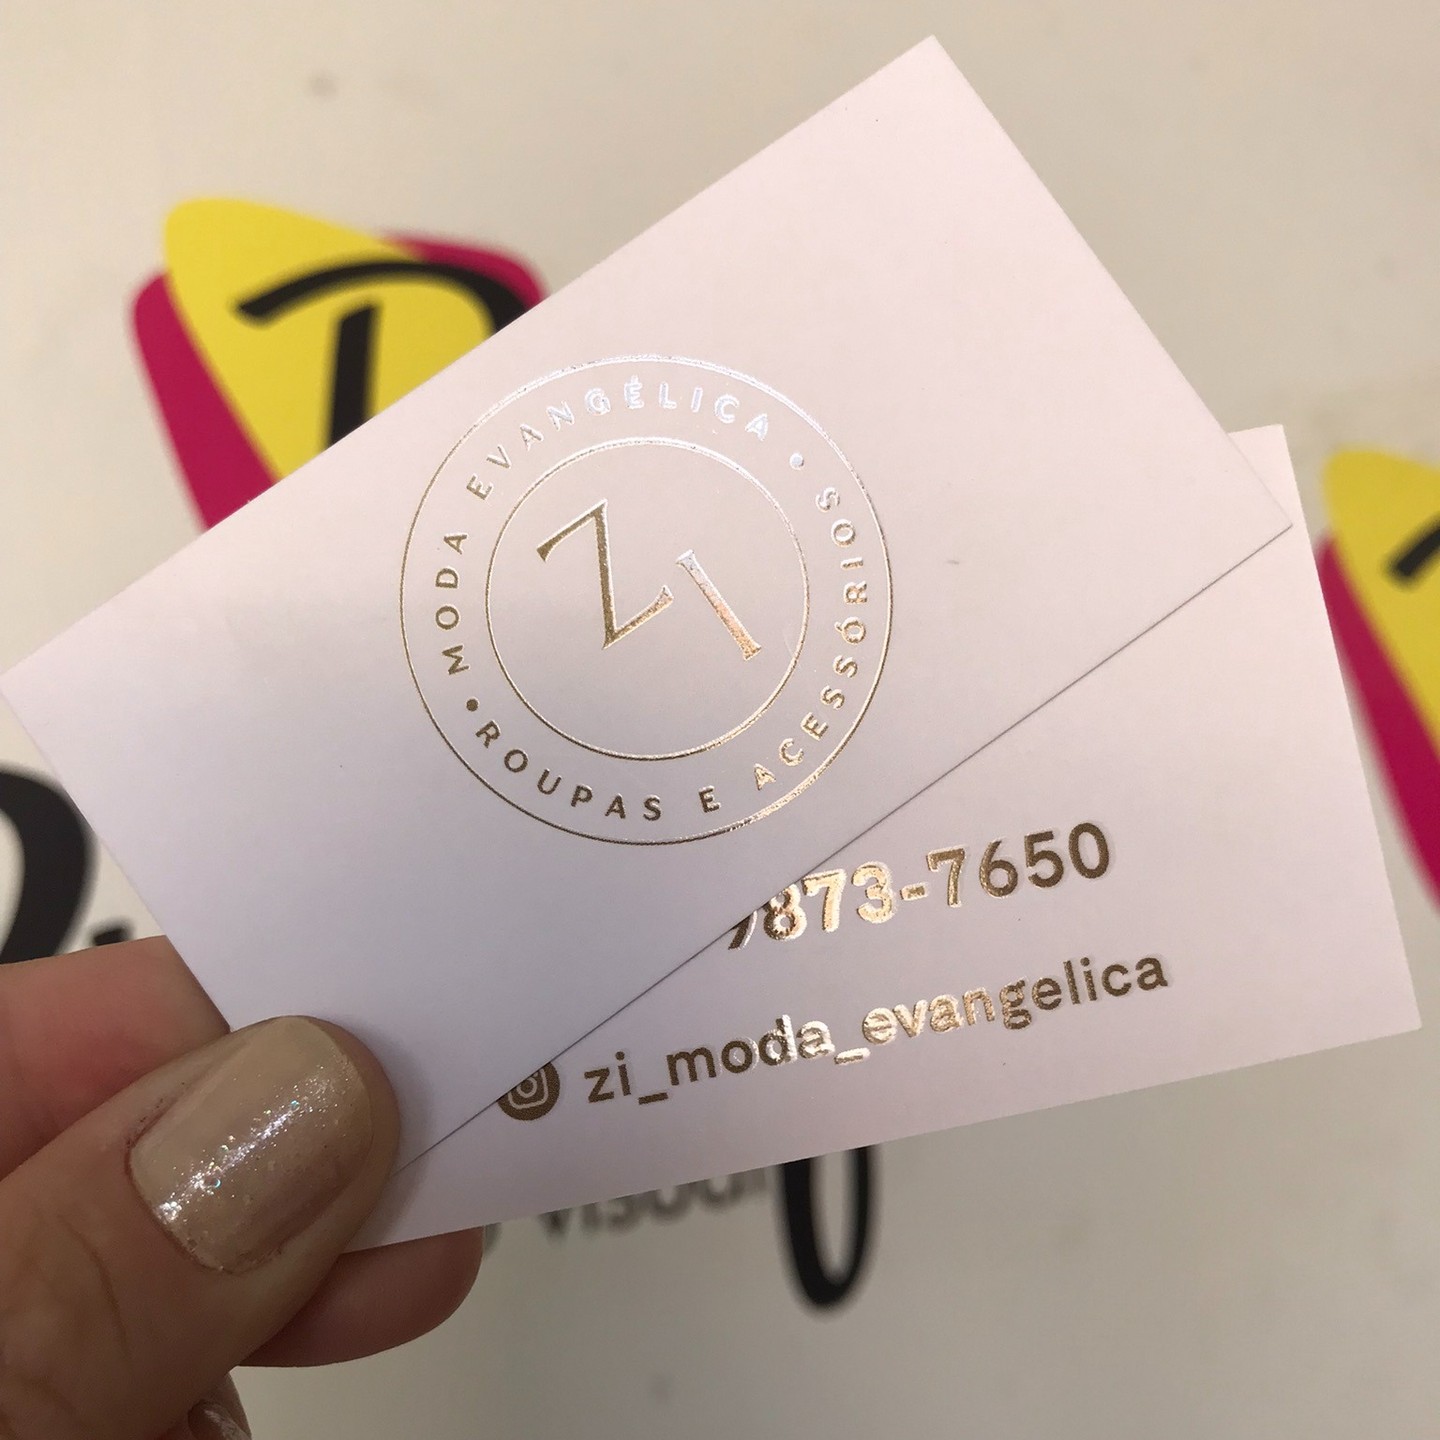 MODA EVANGÉLICA
• ROUPAS E ACESSÓRIOS •
ZI
9873-7650
zi_moda_evangelica